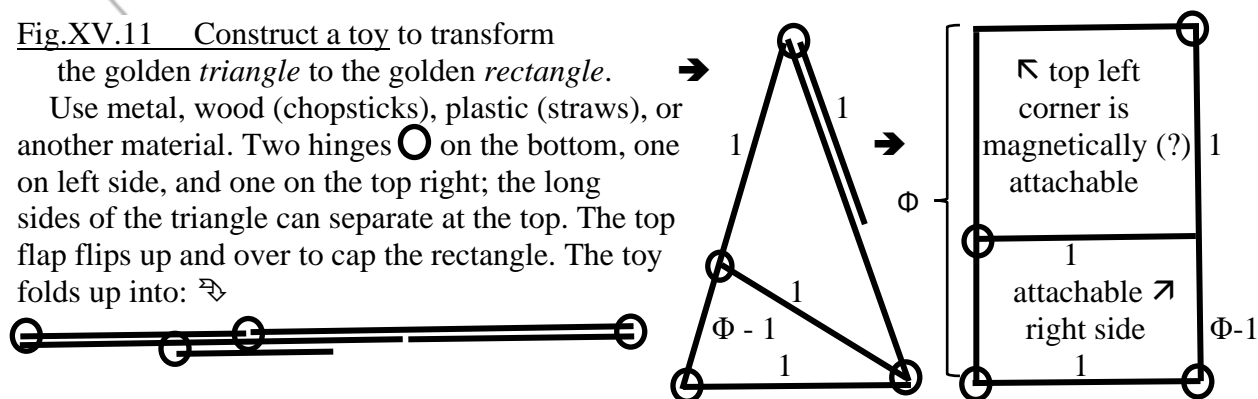 Fig.XV.11 Construct a toy to transform
the golden triangle to the golden rectangle.
Use metal, wood (chopsticks), plastic (straws), or
another material. Two hinges O on the bottom, one
on left side, and one on the top right; the long
sides of the triangle can separate at the top. The top
flap flips up and over to cap the rectangle. The toy
folds up into:
1
1
1
Φ - 1
1
Φ
↖ top left
corner is
magnetically (?)
attachable
1
1
attachable ↗
right side
Φ-1
1